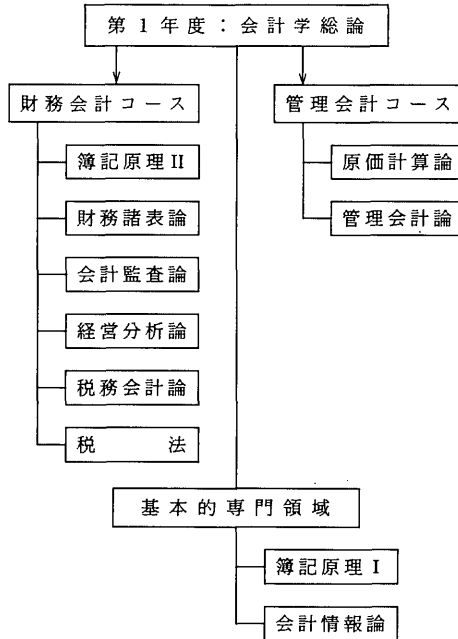 第1年度：会計学総論
財務会計コース
簿記原理II
財務諸表論
会計監査論
経営分析論
税務会計論
税法
管理会計コース
原価計算論
管理会計論
基本的専門領域
簿記原理I
会計情報論